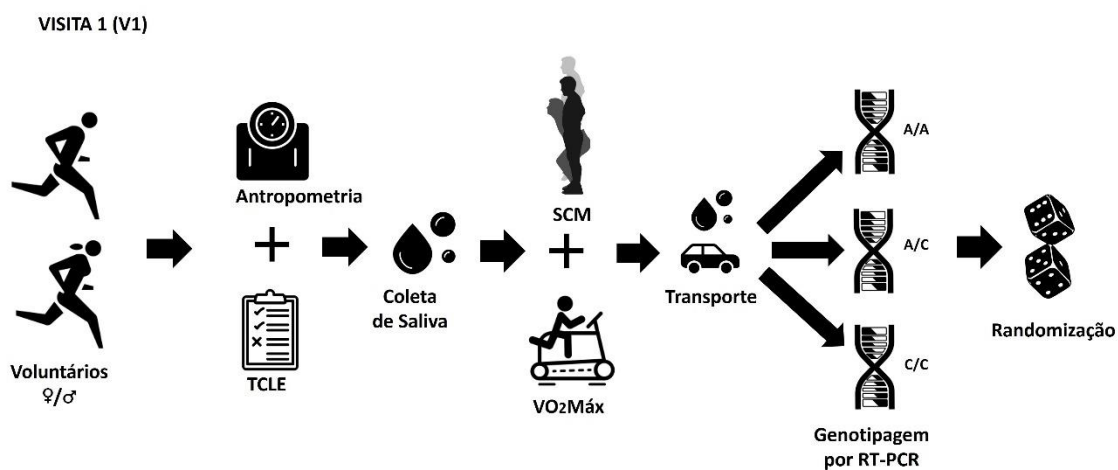 VISITA 1 (V1)
Voluntários
♀/♂
Antropometria
+
TCLE
Coleta
de Saliva
SCM
+
VO₂Máx
Transporte
A/A
A/C
C/C
Genotipagem
por RT-PCR
Randomização